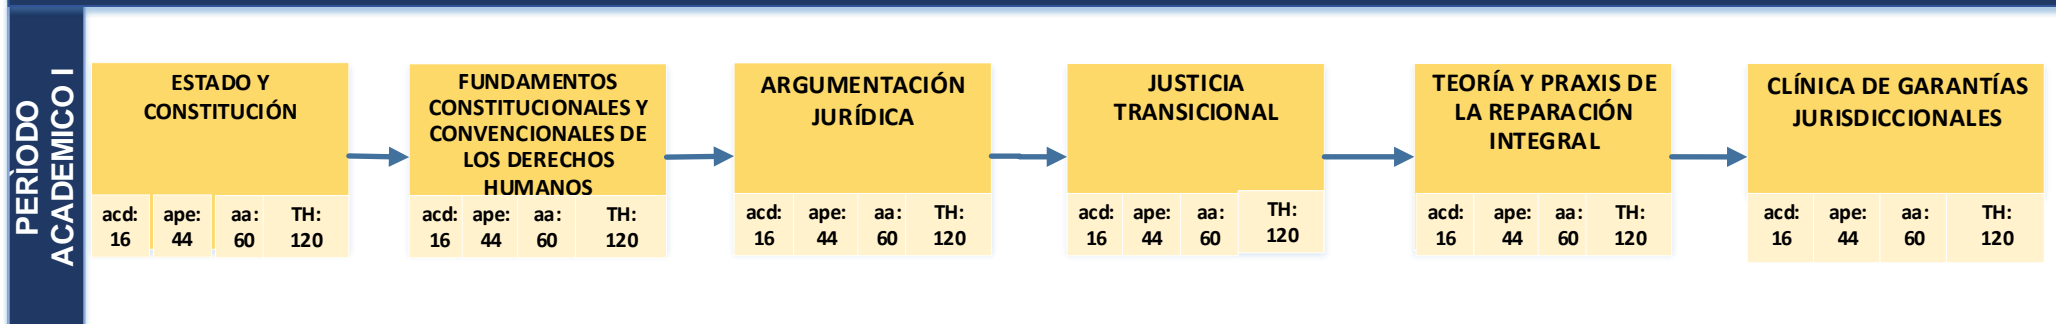 PERÍODO
ACADEMICO I
ESTADO Y
CONSTITUCIÓN
acd: ape: aa: TH:
16 44 60 120
FUNDAMENTOS
CONSTITUCIONALES Y
CONVENCIONALES DE
LOS DERECHOS
HUMANOS
acd: ape: aa: TH:
16 44 60 120
ARGUMENTACIÓN
JURÍDICA
acd: ape: aa: TH:
16 44 60 120
JUSTICIA
TRANSICIONAL
acd: ape: aa: TH:
16 44 60 120
TEORÍA Y PRAXIS DE
LA REPARACIÓN
INTEGRAL
acd: ape: aa: TH:
16 44 60 120
CLÍNICA DE GARANTÍAS
JURISDICCIONALES
acd: ape: aa: TH:
16 44 60 120